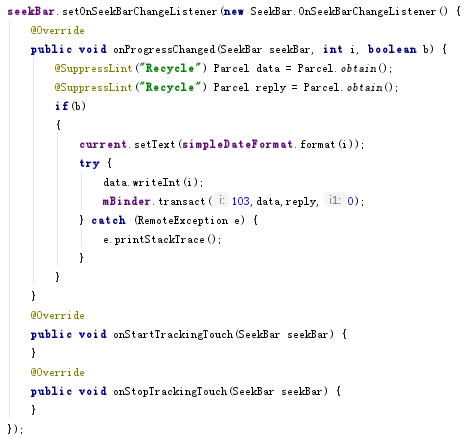 seekBar.setOnSeekBarChangeListener(new SeekBar.OnSeekBarChangeListener() {
    @Override
    public void onProgressChanged(SeekBar seekBar, int i, boolean b) {
        @SuppressLint("Recycle") Parcel data = Parcel.obtain();
        @SuppressLint("Recycle") Parcel reply = Parcel.obtain();
        if(b)
        {
            current.setText(simpleDateFormat.format(i));
            try {
                data.writeInt(i);
                mBinder.transact( i: 103,data,reply, i1: 0);
            } catch (RemoteException e) {
                e.printStackTrace();
            }
        }
    }
    @Override
    public void onStartTrackingTouch(SeekBar seekBar) {
    }
    @Override
    public void onStopTrackingTouch(SeekBar seekBar) {
    }
});